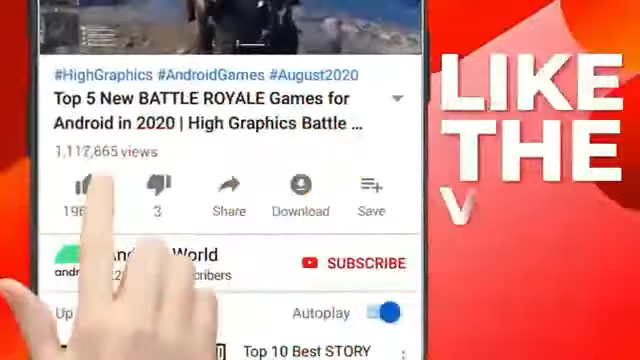 #HighGraphics #AndroidGames #August2020
Top 5 New BATTLE ROYALE Games for
Android in 2020 | High Graphics Battle ...
1,117,865 views
3
Share
Download
Save
World
SUBSCRIBE
Up
Autoplay
Top 10 Best STORY
LIKE
THE
V